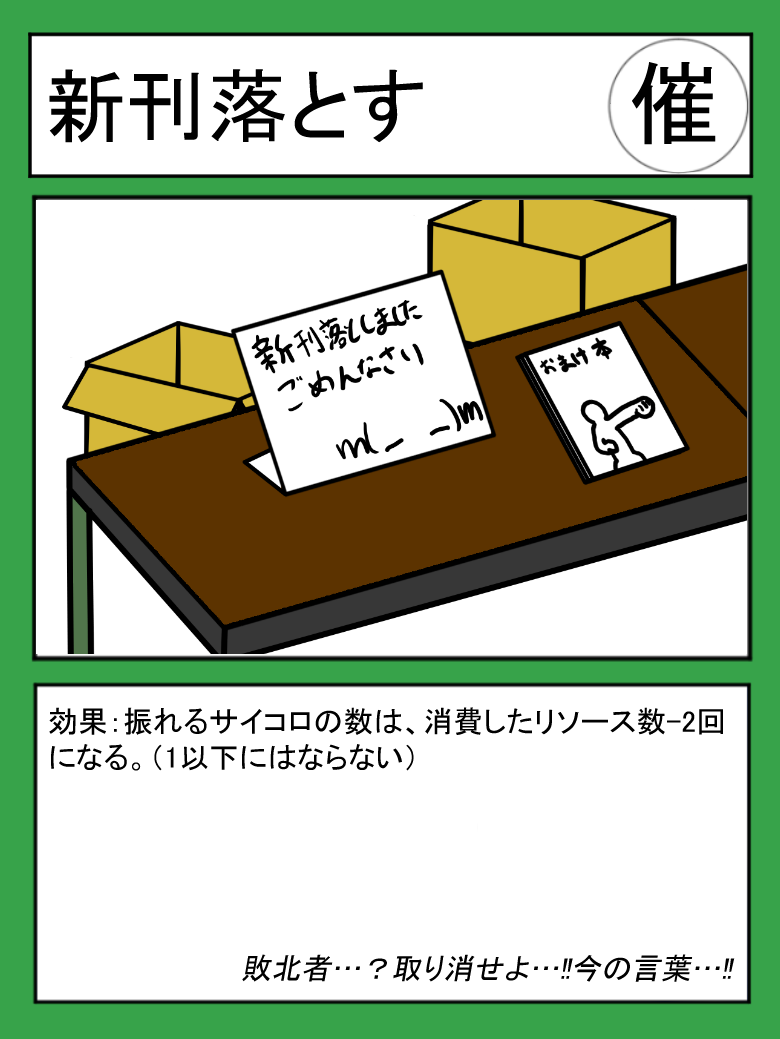 新刊落とす
催
新刊落としました
ごめんなさい
m(_ _)m
おまけ本
効果：振れるサイコロの数は、消費したリソース数-2回
になる。（1以下にはならない）
敗北者…？取り消せよ…!!今の言葉…!!